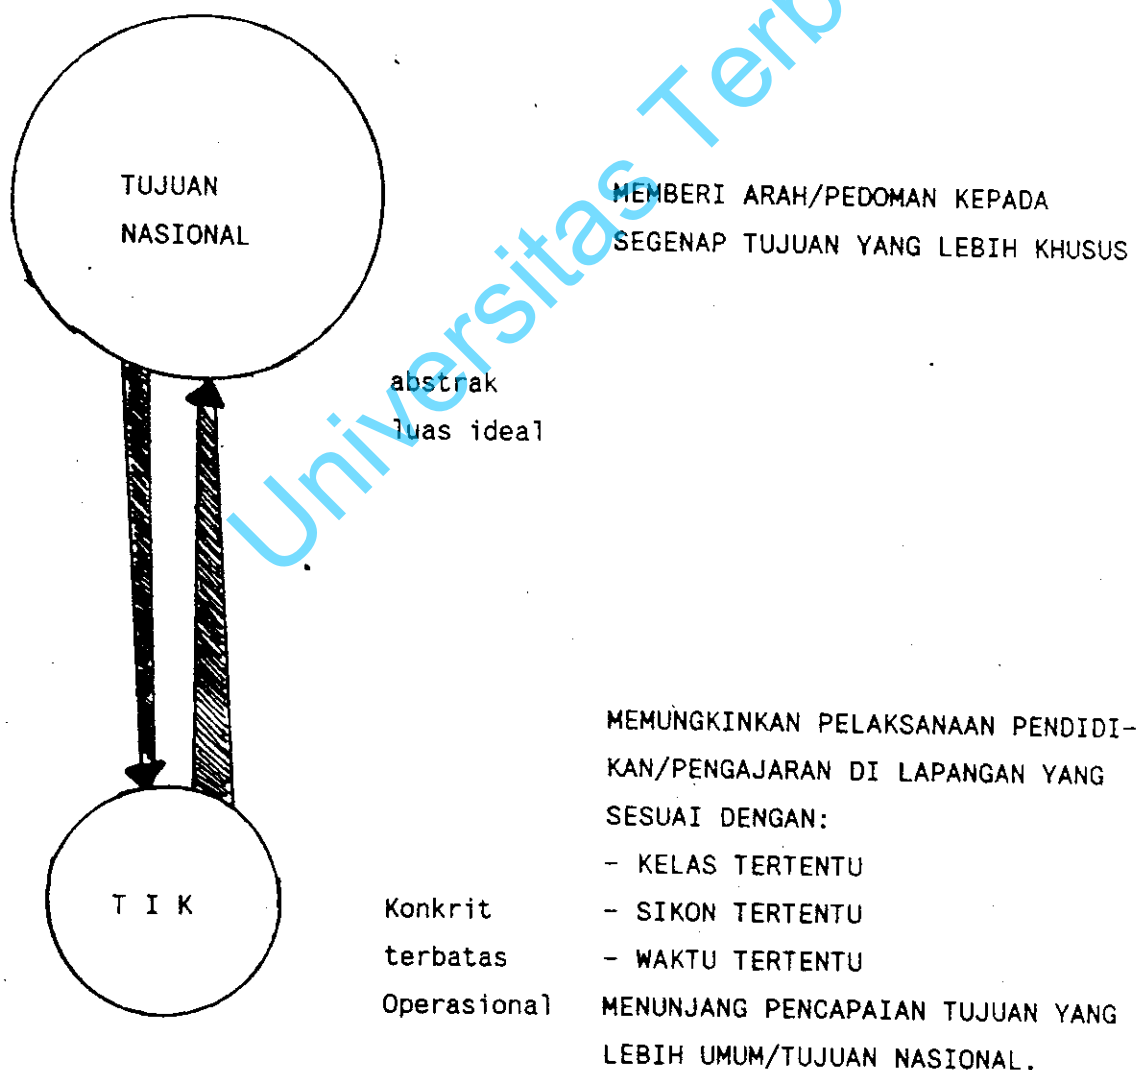 TUJUAN
NASIONAL
MEMBERI ARAH/PEDOMAN KEPADA
SEGENAP TUJUAN YANG LEBIH KHUSUS
abstrak
luas ideal
MEMUNGKINKAN PELAKSANAAN PENDIDI-
KAN/PENGAJARAN DI LAPANGAN YANG
SESUAI DENGAN:
- KELAS TERTENTU
- SIKON TERTENTU
- WAKTU TERTENTU
MENUNJANG PENCAPAIAN TUJUAN YANG
LEBIH UMUM/TUJUAN NASIONAL.
T I K
Konkrit
terbatas
Operasional
Universitas Terb